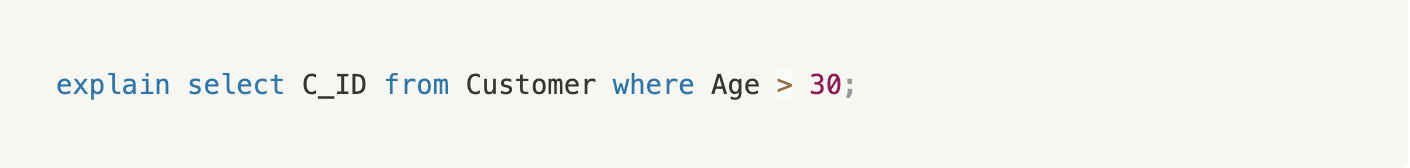 explain select C_ID from Customer where Age > 30;